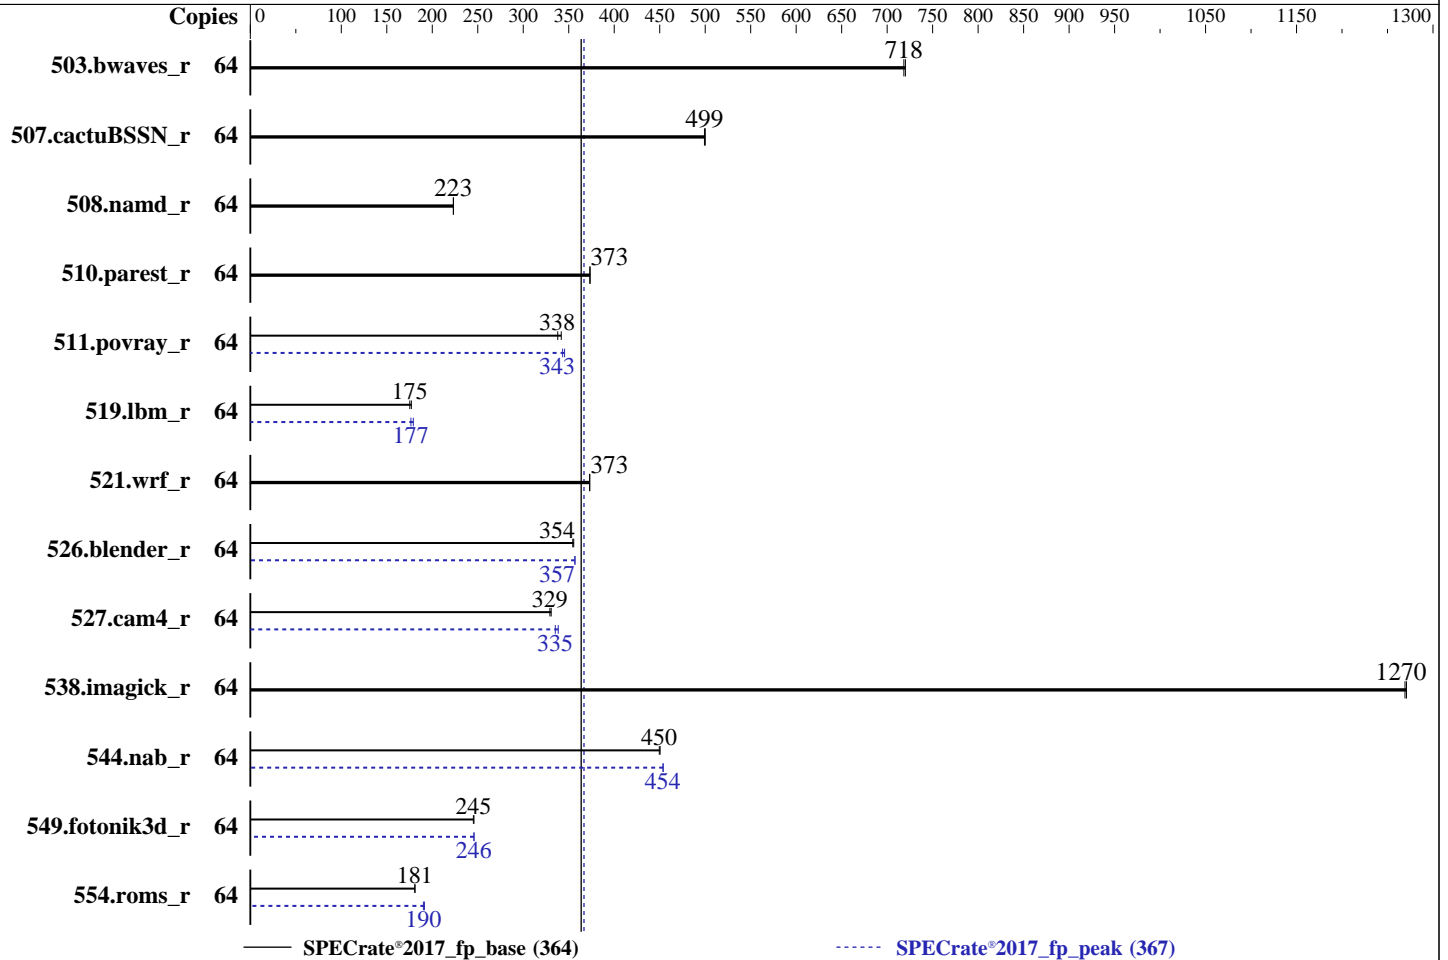 Copies 0 100 150 200 250 300 350 400 450 500 550 600 650 700 750 800 850 900 950 1050 1150 1300
718
503.bwaves_r 64
499
507.cactuBSSN_r 64
223
508.namd_r 64
373
510.parest_r 64
338
511.povray_r 64
343
175
519.lbm_r 64
177
373
521.wrf_r 64
354
526.blender_r 64
357
329
527.cam4_r 64
335
1270
538.imagick_r 64
450
544.nab_r 64
454
245
549.fotonik3d_r 64
246
181
554.roms_r 64
190
SPECrate®2017_fp_base (364) SPECrate®2017_fp_peak (367)